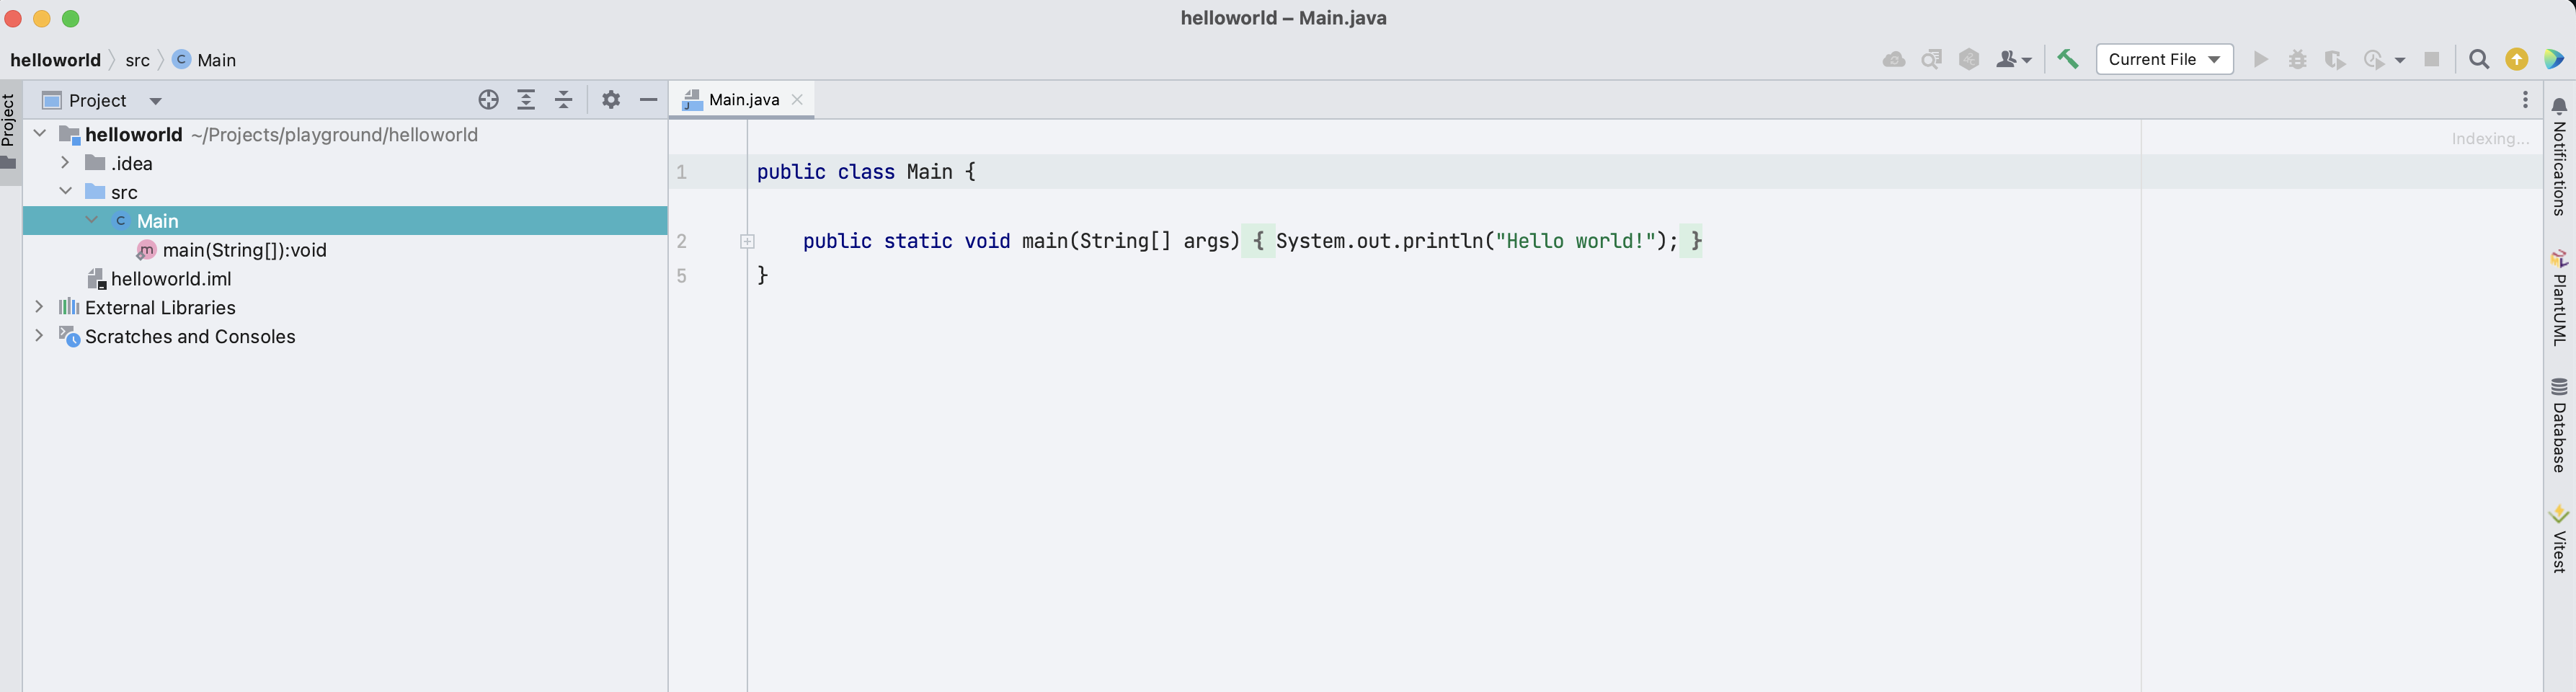 helloworld – Main.java
helloworld src C Main
Current File
Project
Project
Main.java
helloworld ~/Projects/playground/helloworld
.idea
src
C Main
m main(String[]):void
helloworld.iml
External Libraries
Scratches and Consoles
Indexing...
1 public class Main {
2 public static void main(String[] args) { System.out.println("Hello world!"); }
5 }
Notifications
PlantUML
Database
Vitest